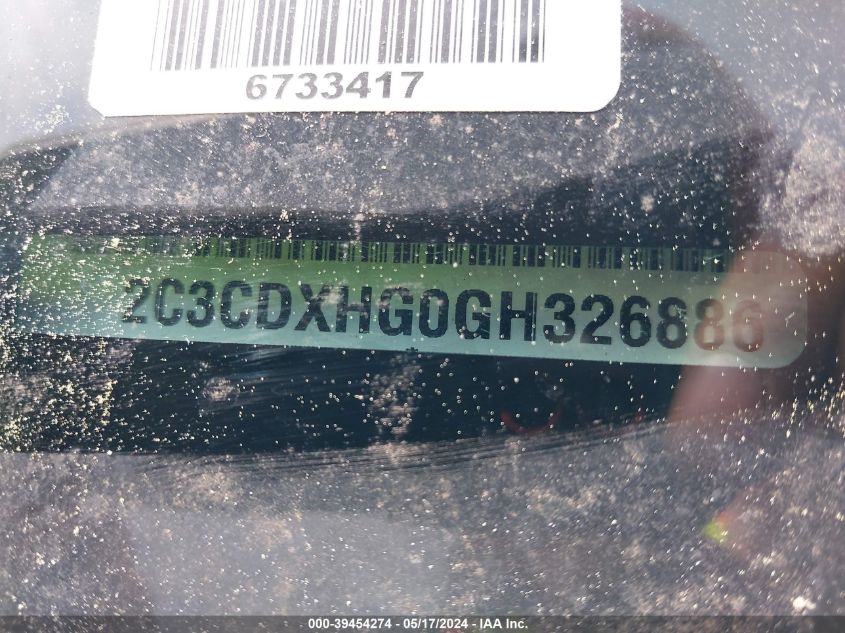 6733417
2C3CDXHG0GH326886
000-39454274 - 05/17/2024 - IAA Inc.